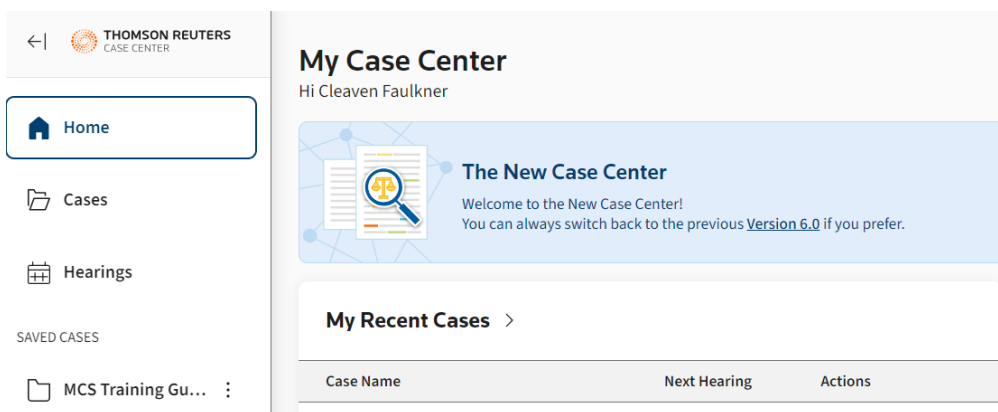 THOMSON REUTERS
CASE CENTER
Home
Cases
Hearings
SAVED CASES
MCS Training Gu...
My Case Center
Hi Cleaven Faulkner
The New Case Center
Welcome to the New Case Center!
You can always switch back to the previous Version 6.0 if you prefer.
My Recent Cases
Case Name Next Hearing Actions